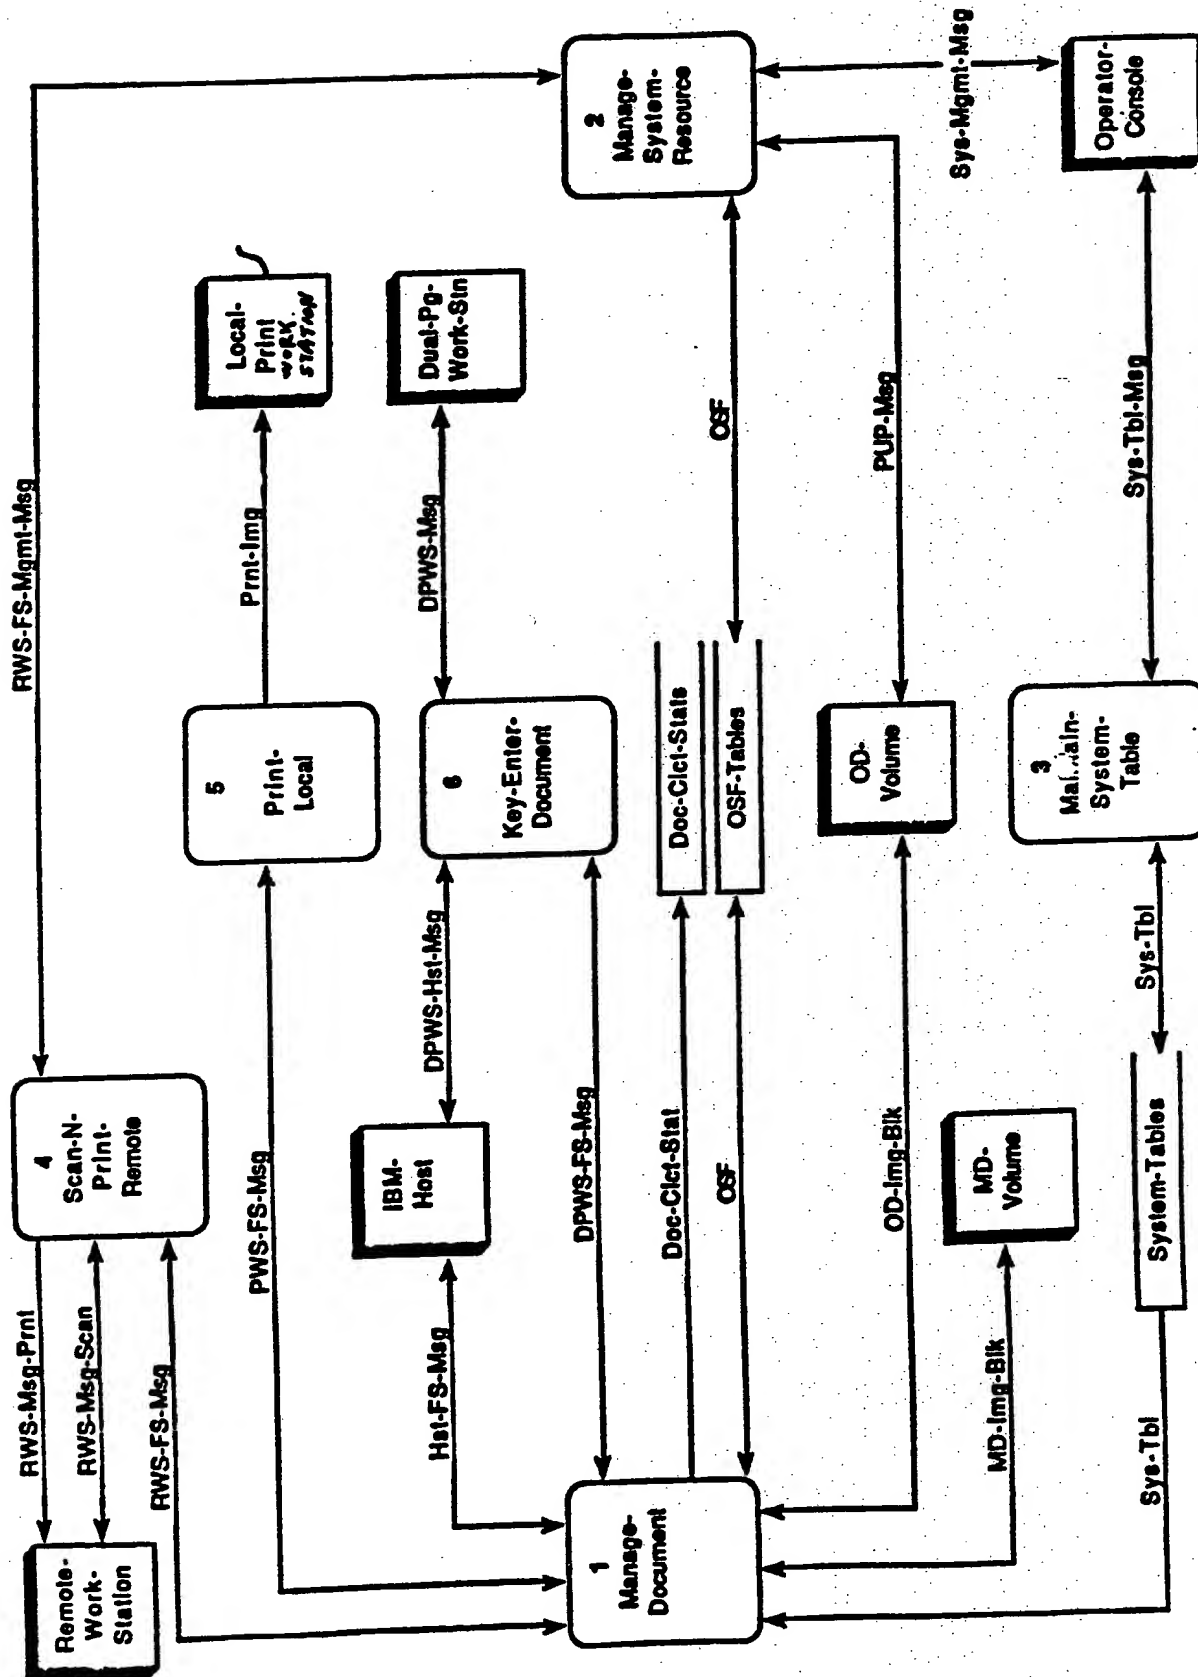 RWS-FS-Mgmt-Msg
4
Scan-N-
Print-
Remote
RWS-Msg-Prnt
RWS-Msg-Scan
RWS-FS-Msg
Remote-
Work-
Station
PWS-FS-Msg
5
Print-
Local
Prnt-Img
Local-
Print
WORK.
STATION
IBM-
Host
Hst-FS-Msg
DPWS-Hst-Msg
6
Key-Enter-
Document
DPWS-Msg
Dual-Pg-
Work-Stn
DPWS-FS-Msg
1
Manage-
Document
2
Manage-
System-
Resource
Doc-Clct-Stat
Doc-Clct-Stats
OSF
OSF-Tables
OSF
OD-Img-Blk
OD-
Volume
PUP-Msg
Sys-Mgmt-Msg
MD-Img-Blk
MD-
Volume
Sys-Tbl
System-Tables
Sys-Tbl
3
System-
Table
Sys-Tbl-Msg
Operator-
Console